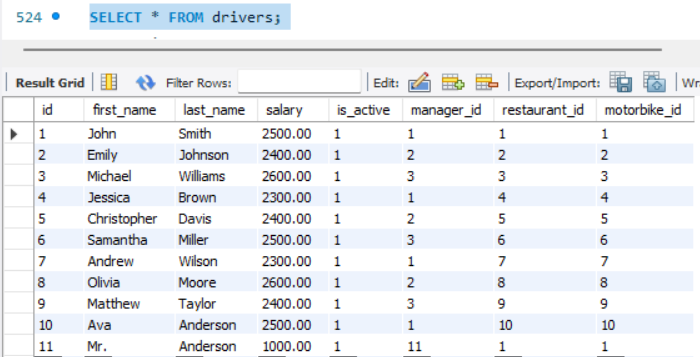 524 SELECT * FROM drivers;
Result Grid Filter Rows: Edit: Export/Import: Wr
id first_name last_name salary is_active manager_id restaurant_id motorbike_id
1 John Smith 2500.00 1 1 1 1
2 Emily Johnson 2400.00 1 2 2 2
3 Michael Williams 2600.00 1 3 3 3
4 Jessica Brown 2300.00 1 1 4 4
5 Christopher Davis 2400.00 1 2 5 5
6 Samantha Miller 2500.00 1 3 6 6
7 Andrew Wilson 2300.00 1 1 7 7
8 Olivia Moore 2600.00 1 2 8 8
9 Matthew Taylor 2400.00 1 3 9 9
10 Ava Anderson 2500.00 1 1 10 10
11 Mr. Anderson 1000.00 1 11 1 1